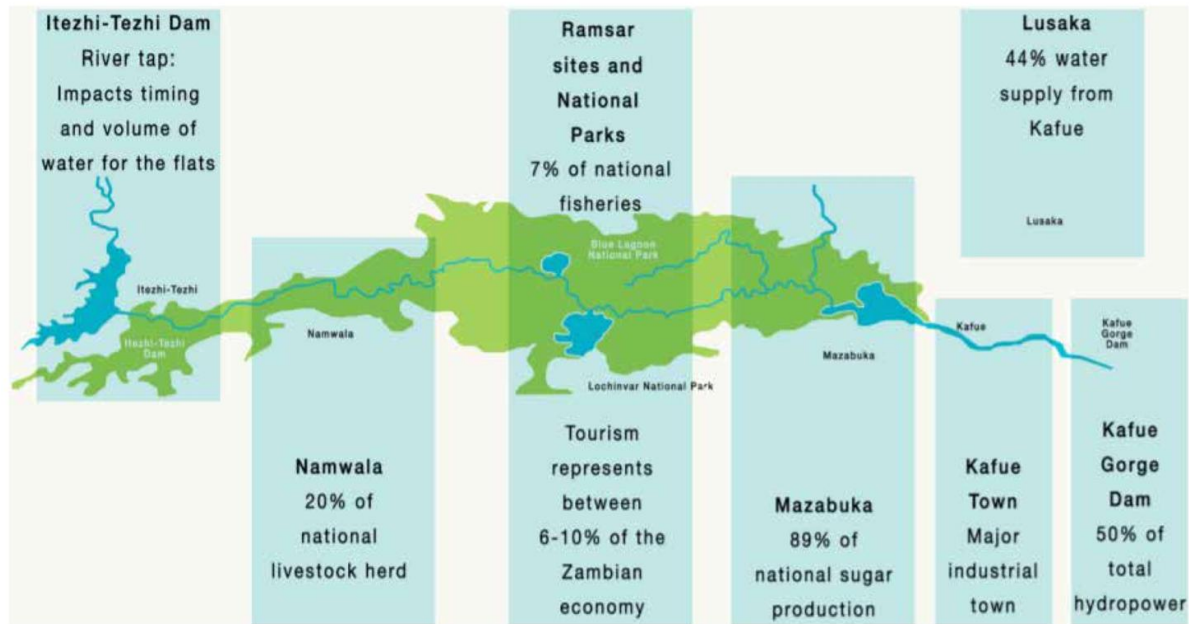 Itezhi-Tezhi Dam
River tap:
Impacts timing
and volume of
water for the flats
Ramsar
sites and
National
Parks
7% of national
fisheries
Lusaka
44% water
supply from
Kafue
Lusaka
Blue Lagoon
National Park
Itezhi-Tezhi
Itezhi-Tezhi
Dam
Namwala
Lochinvar National Park
Mazabuka
Kafue
Kafue
Gorge
Dam
Namwala
20% of
national
livestock herd
Tourism
represents
between
6-10% of the
Zambian
economy
Mazabuka
89% of
national sugar
production
Kafue
Town
Major
industrial
town
Kafue
Gorge
Dam
50% of
total
hydropower